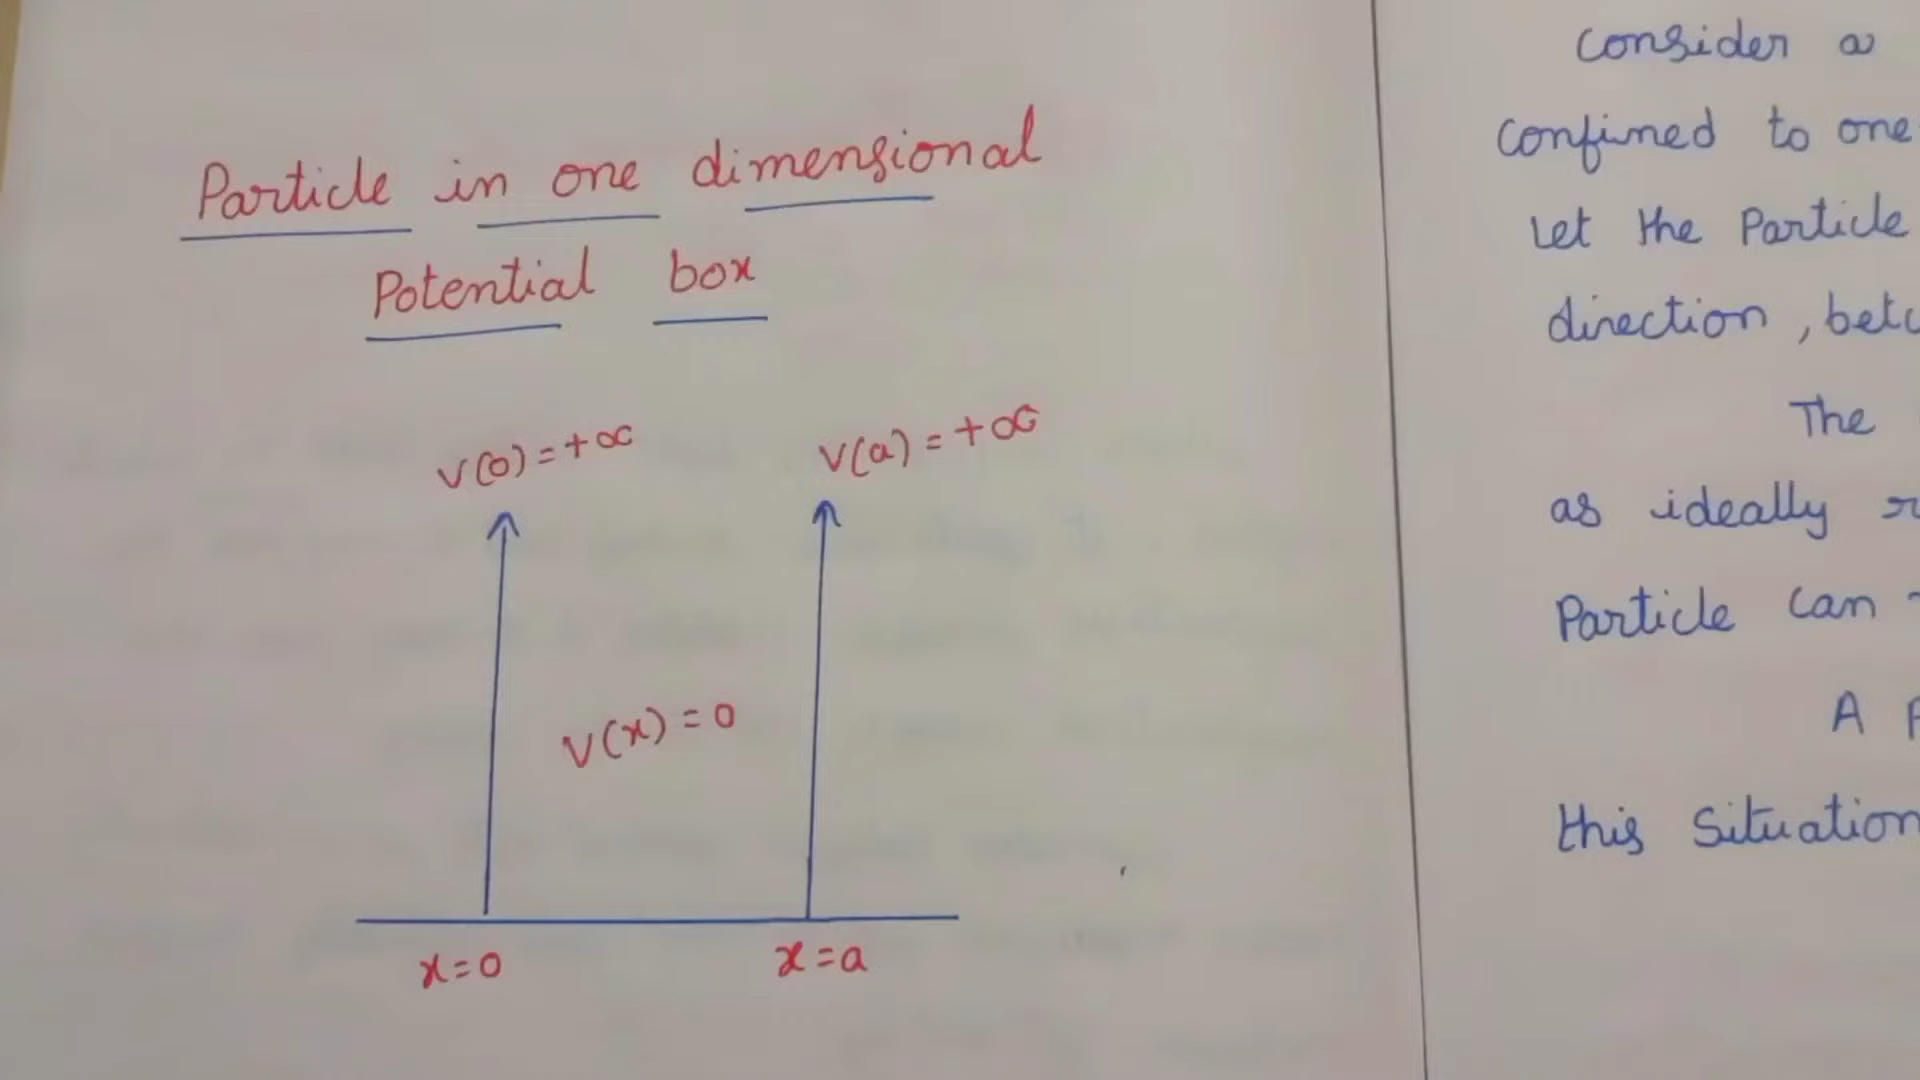 Particle in one dimensional
Potential box
V(0) = +∞
V(a) = +∞
V(x) = 0
x=0
x=a
Consider a
Confined to one
Let the Particle
direction,
The
as ideally
Particle can
A
this Situation